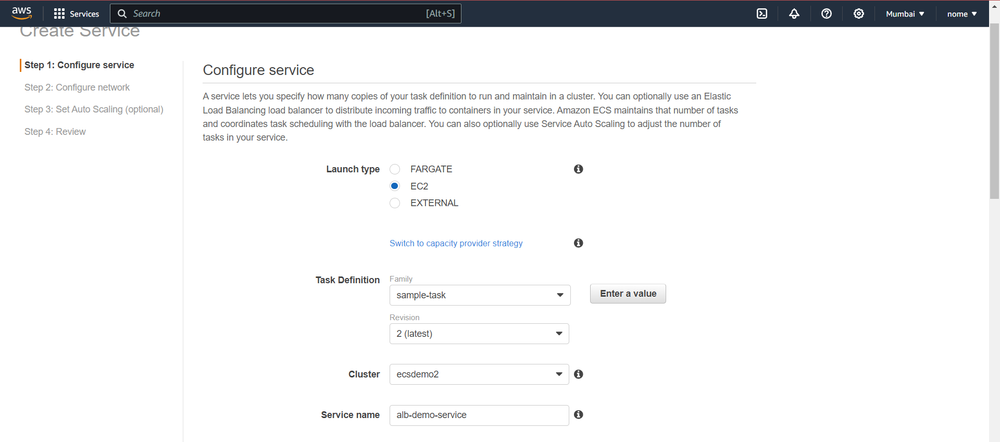 aws
Services
Search
[Alt+S]
Mumbai
nome
Create Service
Step 1: Configure service
Step 2: Configure network
Step 3: Set Auto Scaling (optional)
Step 4: Review
Configure service
A service lets you specify how many copies of your task definition to run and maintain in a cluster. You can optionally use an Elastic
Load Balancing load balancer to distribute incoming traffic to containers in your service. Amazon ECS maintains that number of tasks
and coordinates task scheduling with the load balancer. You can also optionally use Service Auto Scaling to adjust the number of
tasks in your service.
Launch type
FARGATE
EC2
EXTERNAL
Switch to capacity provider strategy
Task Definition
Family
sample-task
Enter a value
Revision
2 (latest)
Cluster
ecsdemo2
Service name
alb-demo-service